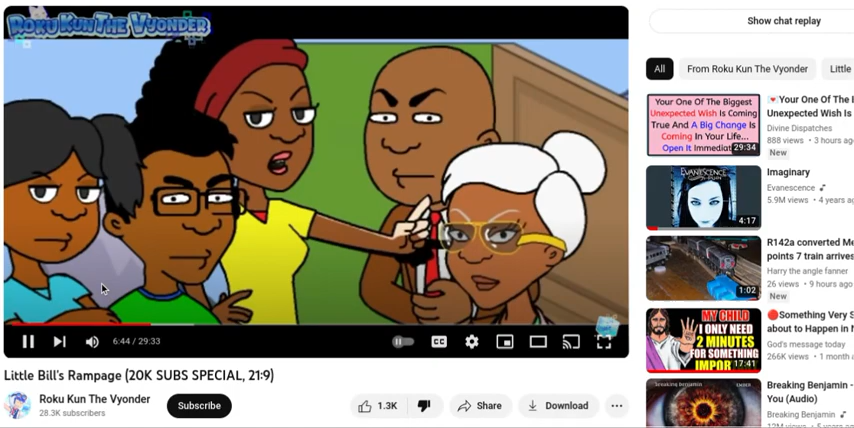 ROKU KUN THE VYONDER
6:44 / 29:33
CC
Little Bill's Rampage (20K SUBS SPECIAL, 21:9)
Roku Kun The Vyonder
28.3K subscribers
Subscribe
1.3K
Share
Download
Show chat replay
All
From Roku Kun The Vyonder
Little
Your One Of The Biggest
Unexpected Wish Is Coming
True And A Big Change Is
Coming In Your Life...
Open It Immediat
29:34
Your One Of The
Unexpected Wish Is
Divine Dispatches
888 views • 3 hours ago
New
EVANESCENCE
4:17
Imaginary
Evanescence
5.9M views • 4 years ag
1:02
R142a converted Me
points 7 train arrives
Harry the angle fanner
26 views • 9 hours ago
New
MY CHILD
I ONLY NEED
2 MINUTES
FOR SOMETHING
IMPOR
17:41
Something Very S
about to Happen in
God's message today
266K views • 1 month a
BREAKING BENJAMIN
Breaking Benjamin -
You (Audio)
Breaking Benjamin